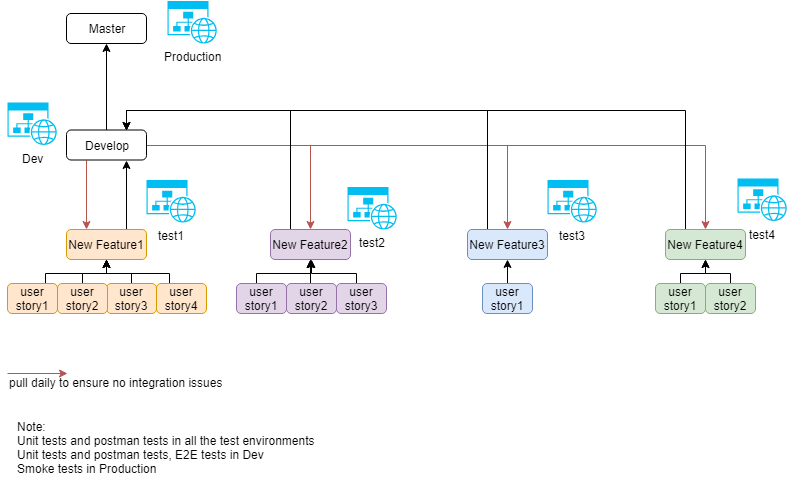 Master
Production
Dev
Develop
test1
test2
test3
test4
New Feature1
New Feature2
New Feature3
New Feature4
user
story1
user
story2
user
story3
user
story4
user
story1
user
story2
user
story3
user
story1
user
story1
user
story2
pull daily to ensure no integration issues
Note:
Unit tests and postman tests in all the test environments
Unit tests and postman tests, E2E tests in Dev
Smoke tests in Production